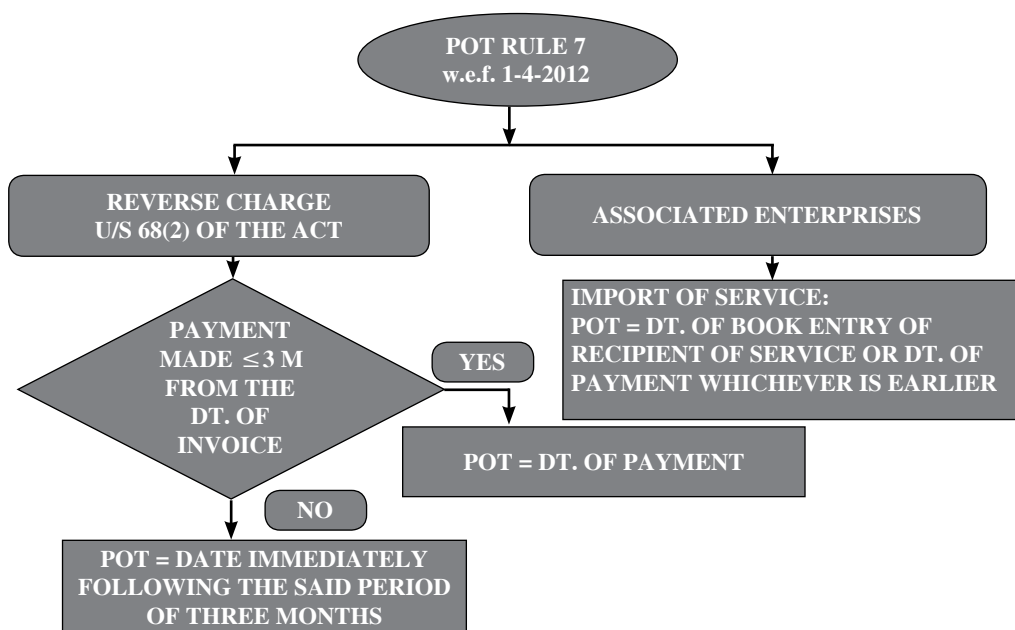 POT RULE 7
w.e.f. 1-4-2012
REVERSE CHARGE
U/S 68(2) OF THE ACT
ASSOCIATED ENTERPRISES
PAYMENT
MADE ≤ 3 M
FROM THE
DT. OF
INVOICE
YES
IMPORT OF SERVICE:
POT = DT. OF BOOK ENTRY OF
RECIPIENT OF SERVICE OR DT. OF
PAYMENT WHICHEVER IS EARLIER
POT = DT. OF PAYMENT
NO
POT = DATE IMMEDIATELY
FOLLOWING THE SAID PERIOD
OF THREE MONTHS